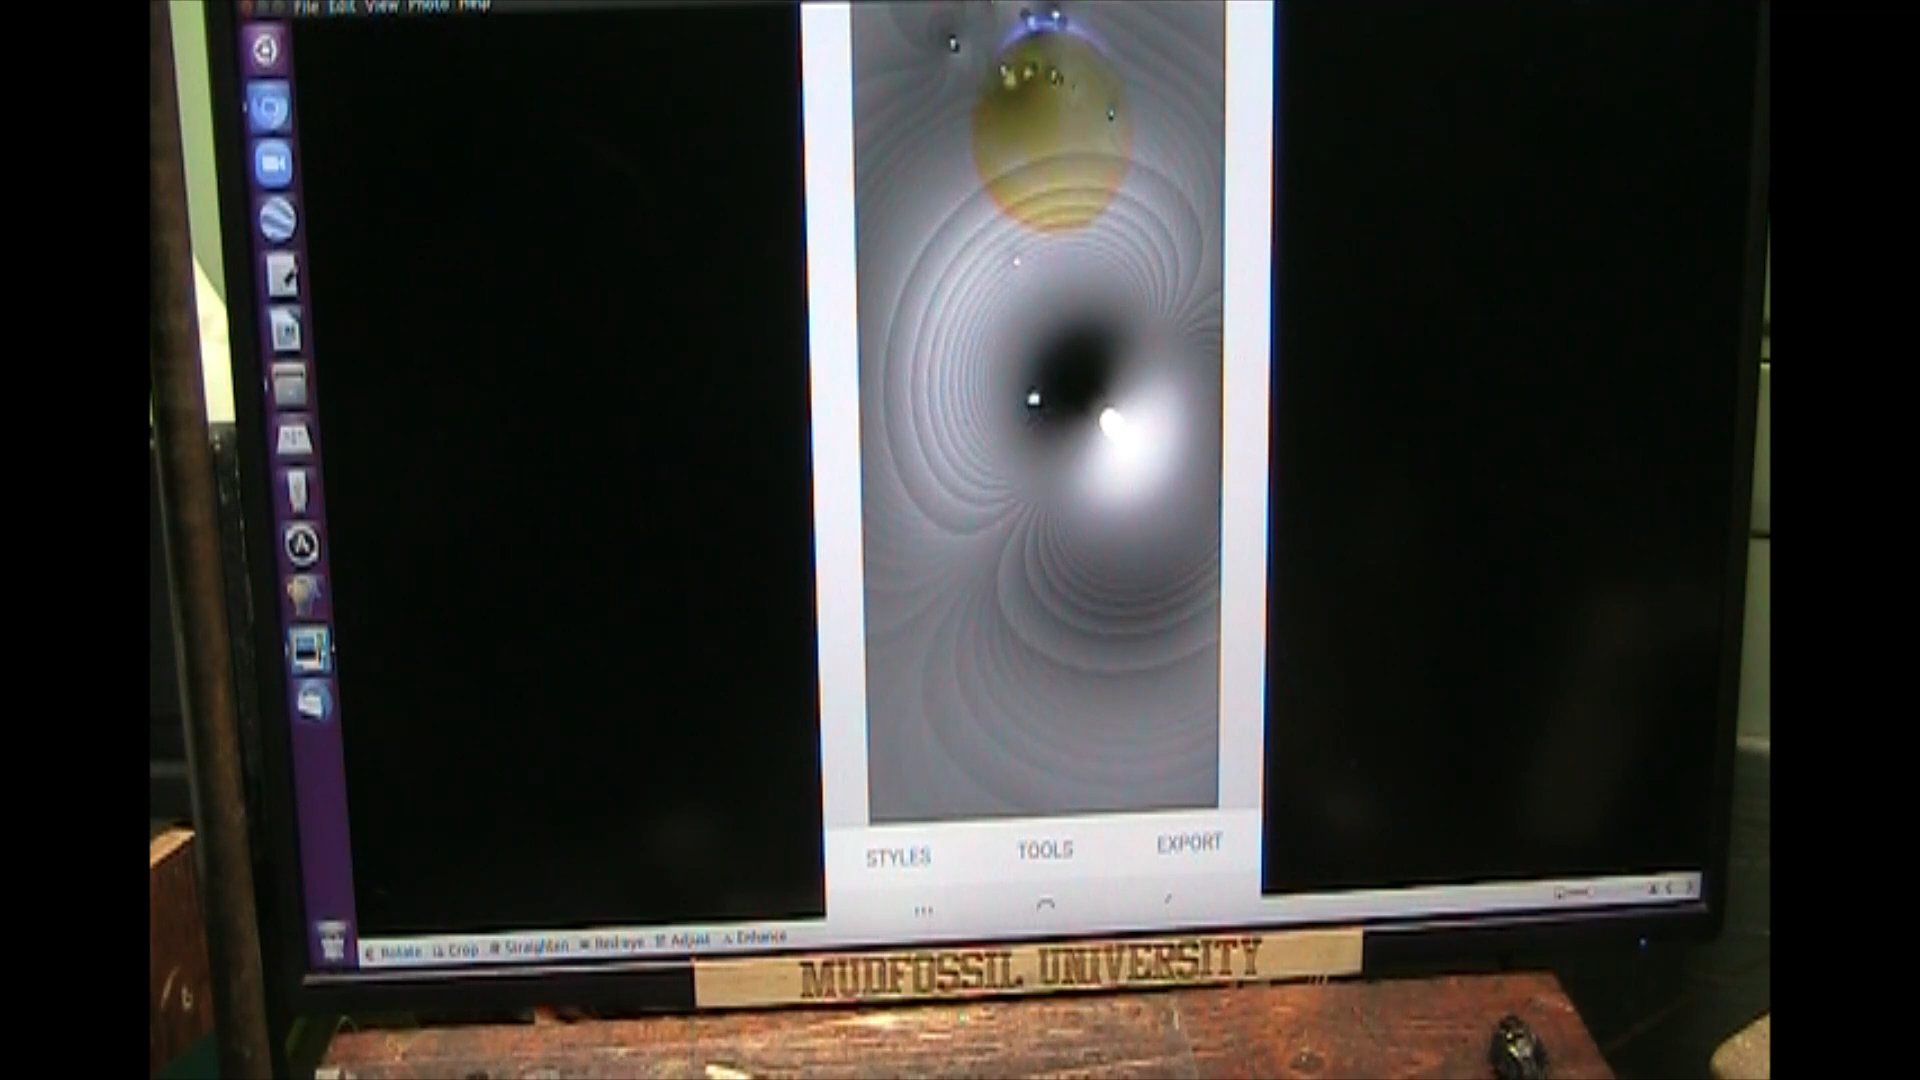 File Edit View Photo Help
STYLES TOOLS EXPORT
Rotate Crop Straighten Red-eye Adjust Enhance
MUDFOSSIL UNIVERSITY